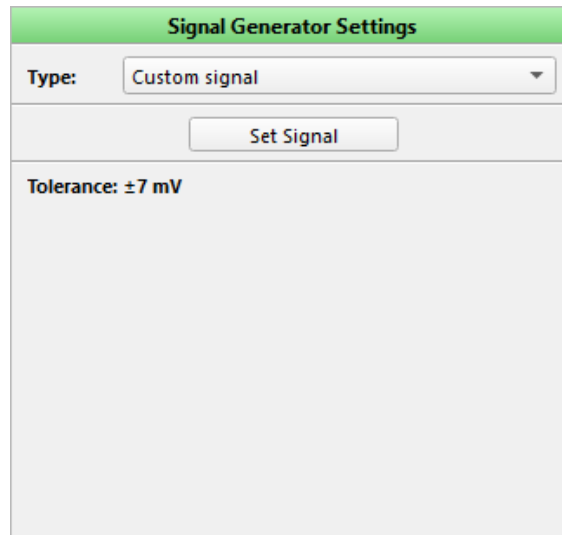 Signal Generator Settings
Type: Custom signal
Set Signal
Tolerance: ±7 mV